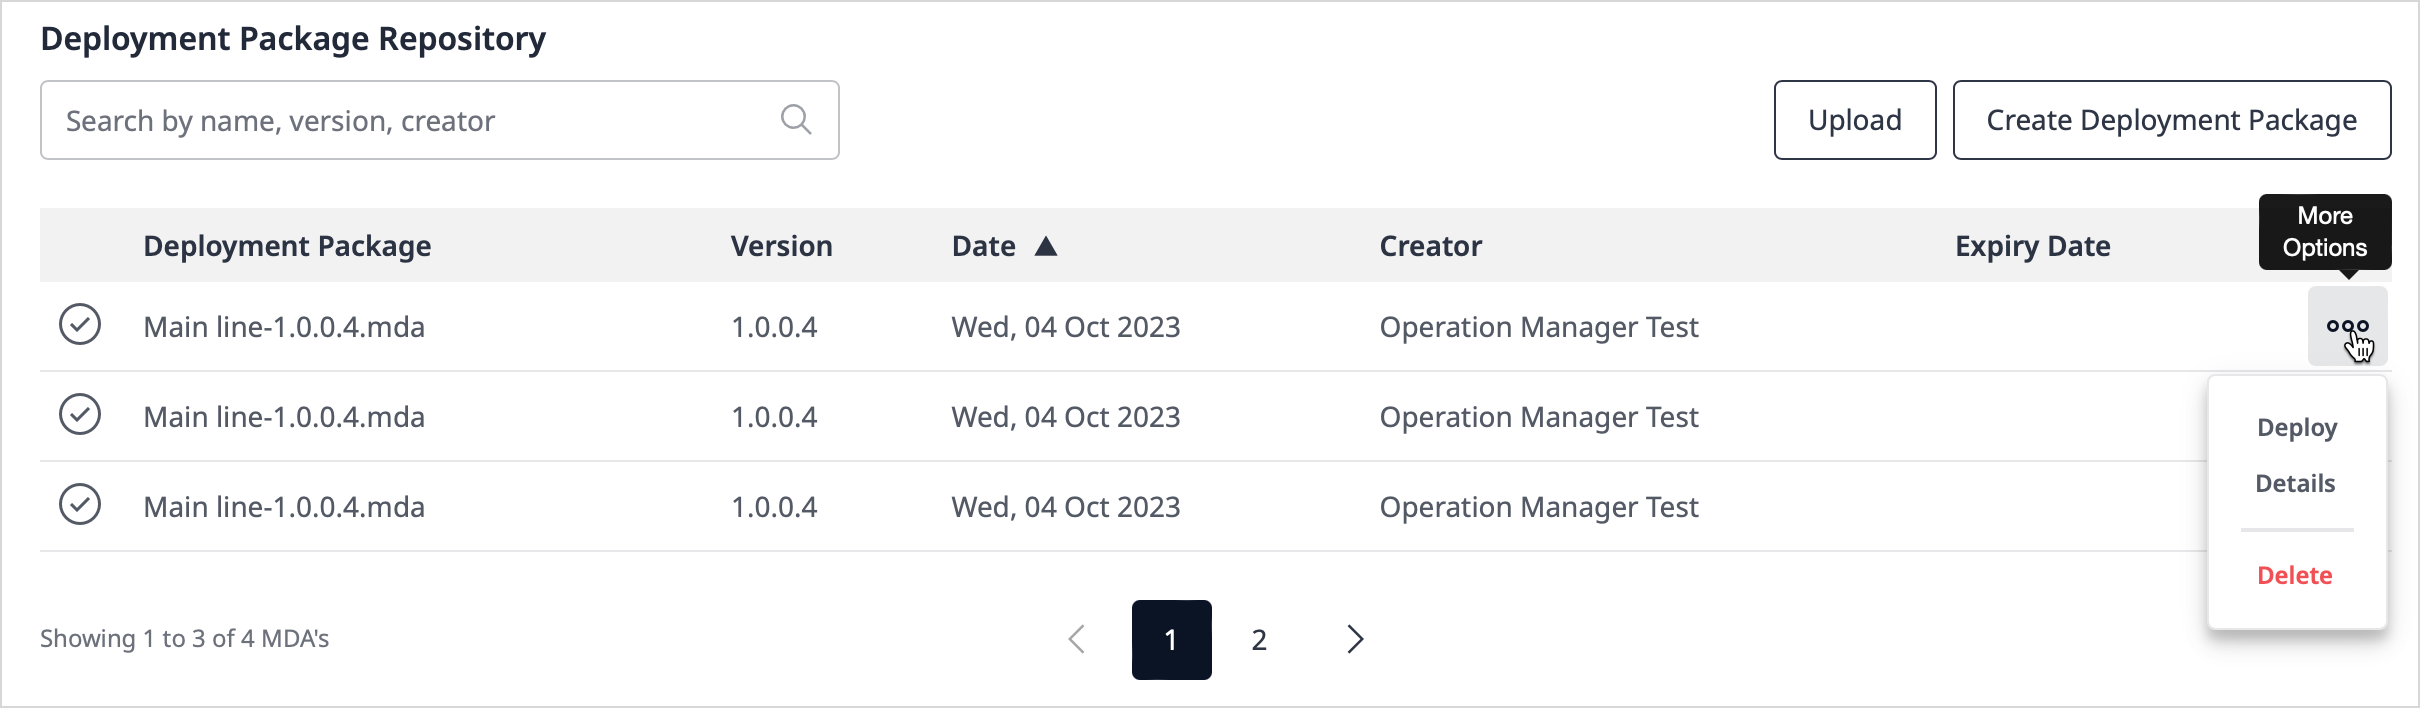 Deployment Package Repository
Search by name, version, creator
Upload
Create Deployment Package
More
Options
Deployment Package Version Date ▲ Creator Expiry Date
Main line-1.0.0.4.mda 1.0.0.4 Wed, 04 Oct 2023 Operation Manager Test
Main line-1.0.0.4.mda 1.0.0.4 Wed, 04 Oct 2023 Operation Manager Test
Main line-1.0.0.4.mda 1.0.0.4 Wed, 04 Oct 2023 Operation Manager Test
Deploy
Details
Delete
Showing 1 to 3 of 4 MDA's
1 2